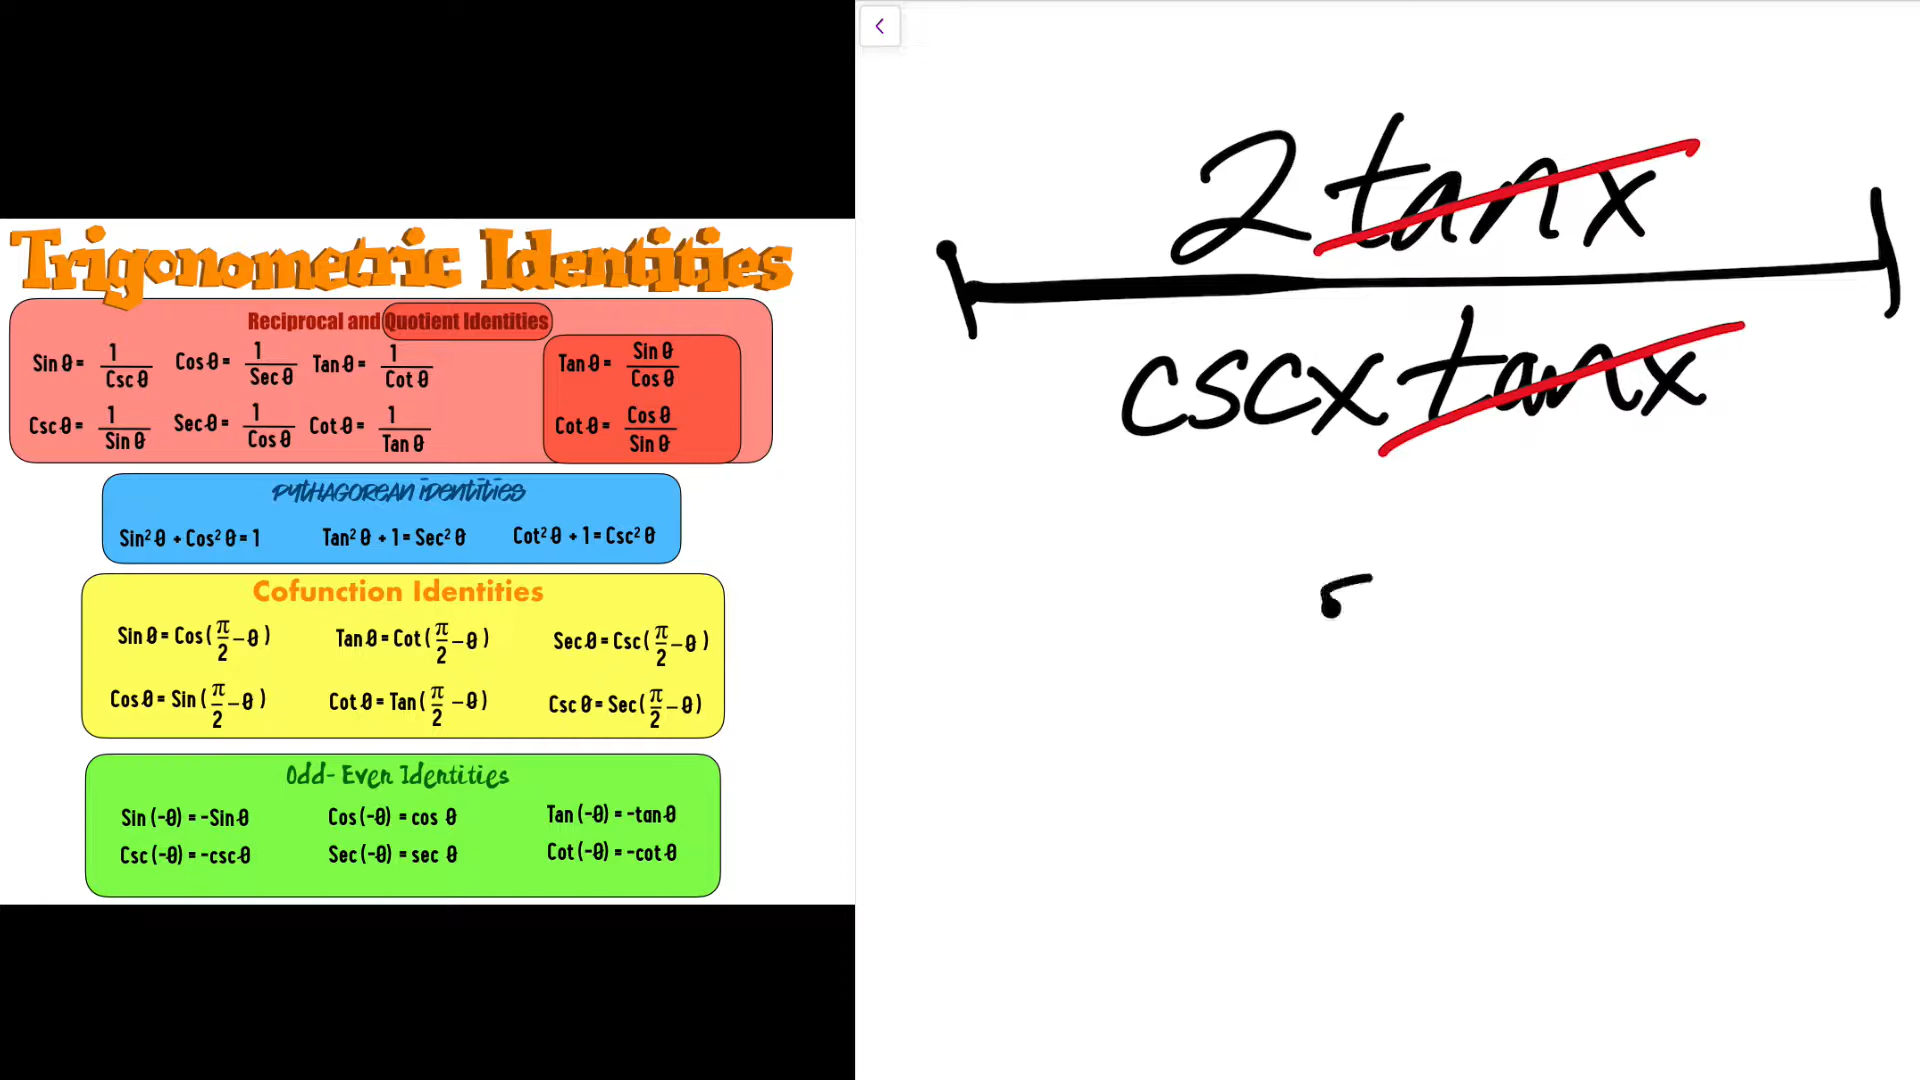 Trigonometric Identities
Reciprocal and Quotient Identities
Sin θ = 1/Csc θ Cos θ = 1/Sec θ Tan θ = 1/Cot θ Tan θ = Sin θ/Cos θ
Csc θ = 1/Sin θ Sec θ = 1/Cos θ Cot θ = 1/Tan θ Cot θ = Cos θ/Sin θ
PYTHAGOREAN IDENTITIES
Sin² θ + Cos² θ = 1 Tan² θ + 1 = Sec² θ Cot² θ + 1 = Csc² θ
Cofunction Identities
Sin θ = Cos(π/2 – θ) Tan θ = Cot(π/2 – θ) Sec θ = Csc(π/2 – θ)
Cos θ = Sin(π/2 – θ) Cot θ = Tan(π/2 – θ) Csc θ = Sec(π/2 – θ)
Odd- Even Identities
Sin (-θ) = -Sin θ Cos (-θ) = cos θ Tan (-θ) = -tan θ
Csc (-θ) = -csc θ Sec (-θ) = sec θ Cot (-θ) = -cot θ
2 tan x
csc x tan x